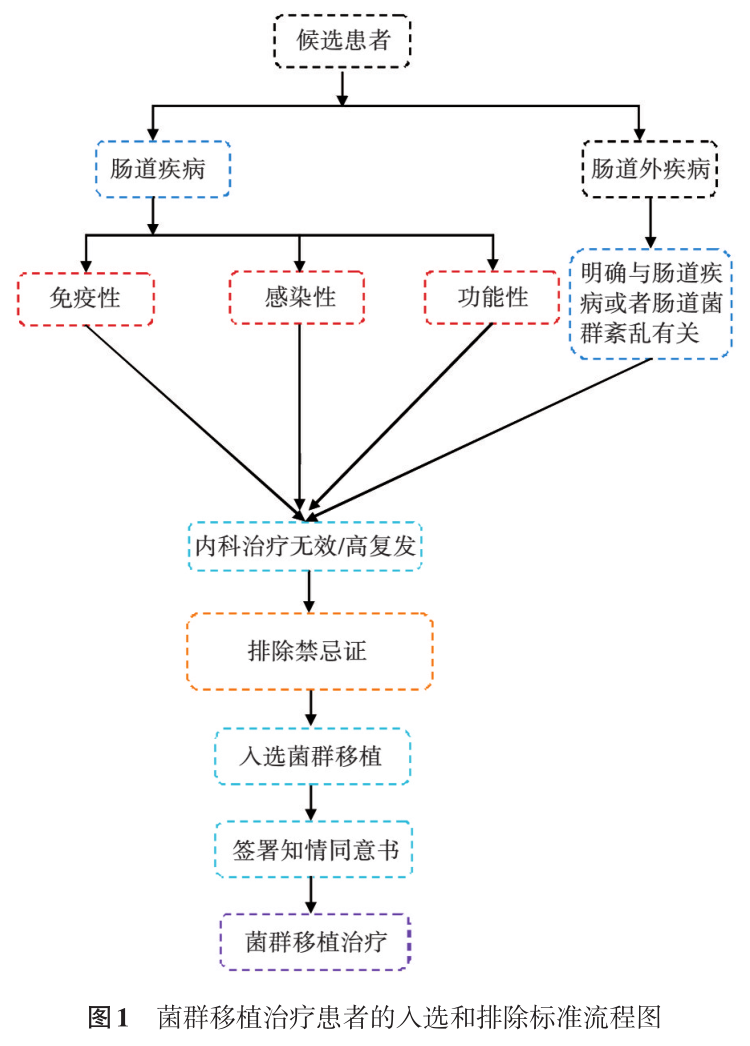 候选患者
肠道疾病
肠道外疾病
免疫性
感染性
功能性
明确与肠道疾
病或者肠道菌
群紊乱有关
内科治疗无效/高复发
排除禁忌证
入选菌群移植
签署知情同意书
菌群移植治疗
图1 菌群移植治疗患者的入选和排除标准流程图